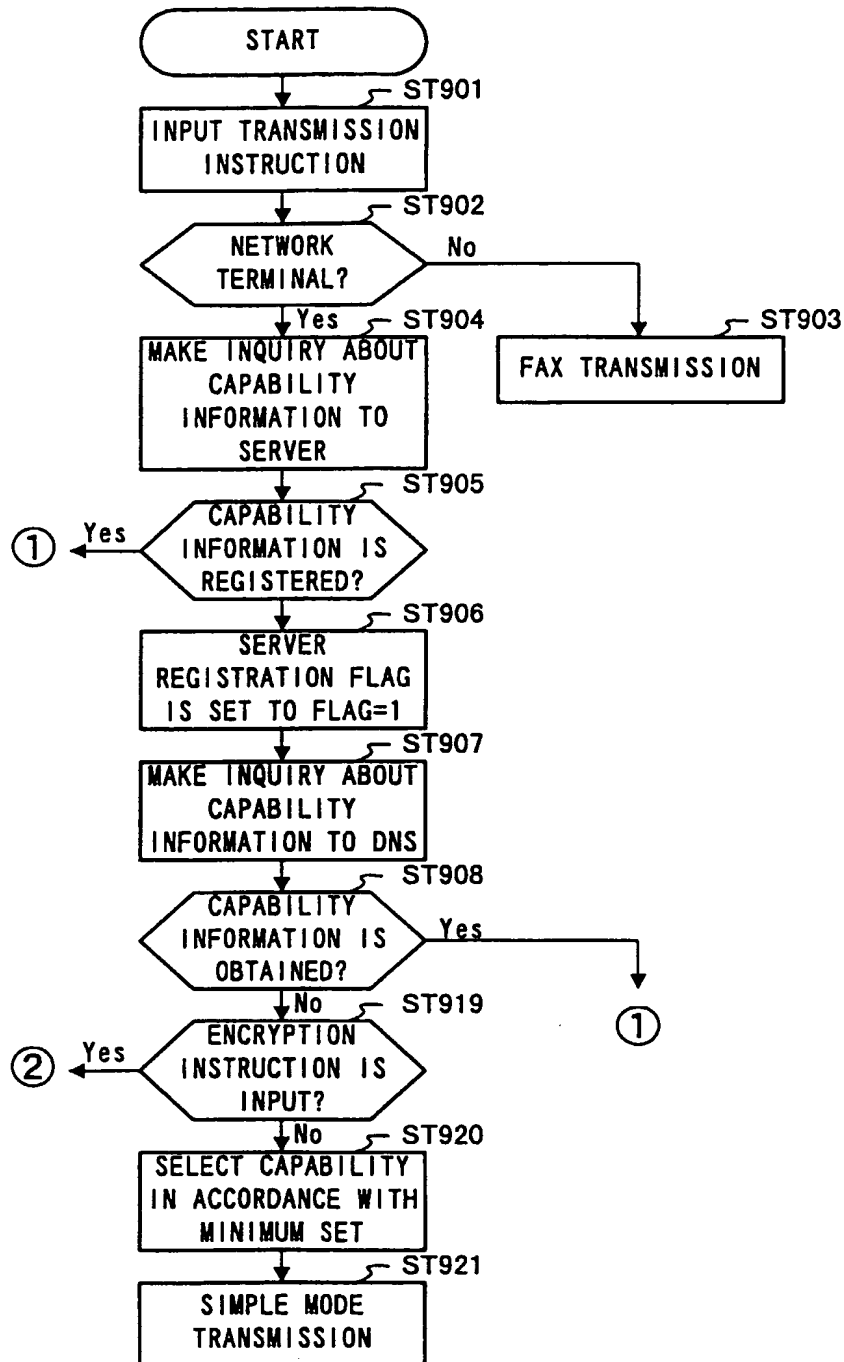 START
ST901
INPUT TRANSMISSION
INSTRUCTION
ST902
NETWORK
TERMINAL?
No
Yes
ST904
ST903
MAKE INQUIRY ABOUT
CAPABILITY
INFORMATION TO
SERVER
FAX TRANSMISSION
ST905
CAPABILITY
INFORMATION IS
REGISTERED?
Yes
①
ST906
SERVER
REGISTRATION FLAG
IS SET TO FLAG=1
ST907
MAKE INQUIRY ABOUT
CAPABILITY
INFORMATION TO DNS
ST908
CAPABILITY
INFORMATION IS
OBTAINED?
Yes
①
No
ST919
ENCRYPTION
INSTRUCTION IS
INPUT?
Yes
②
No
ST920
SELECT CAPABILITY
IN ACCORDANCE WITH
MINIMUM SET
ST921
SIMPLE MODE
TRANSMISSION